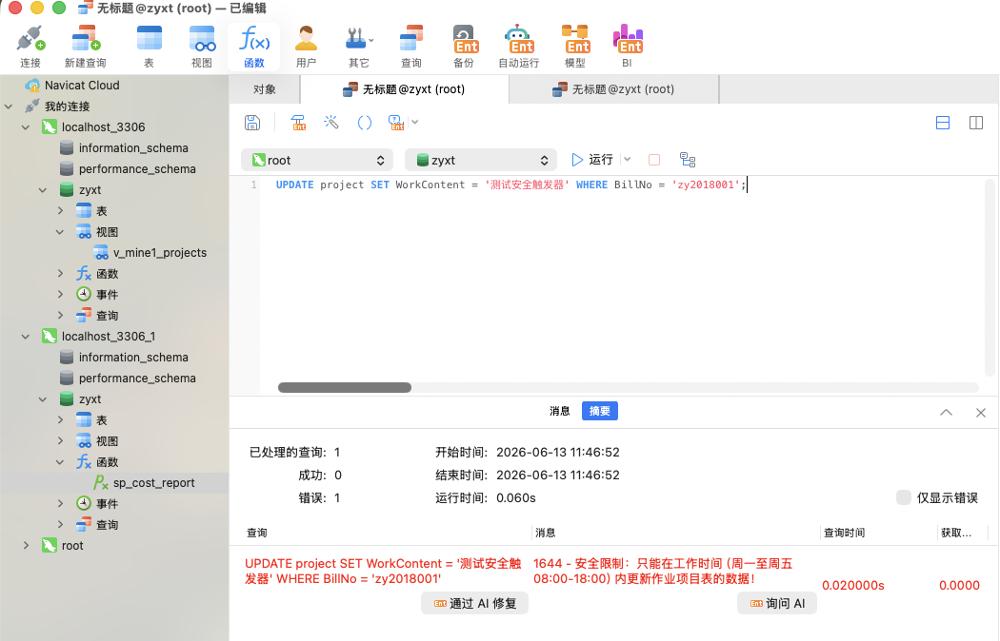 无标题@zyxt (root) — 已编辑
连接
新建查询
表
视图
函数
用户
其它
查询
备份
自动运行
模型
BI
Ent
Ent
Ent
Ent
Navicat Cloud
我的连接
localhost_3306
information_schema
performance_schema
zyxt
表
视图
v_mine1_projects
函数
事件
查询
localhost_3306_1
information_schema
performance_schema
zyxt
表
视图
函数
sp_cost_report
事件
查询
root
对象
无标题@zyxt (root)
无标题@zyxt (root)
root
zyxt
运行
1 UPDATE project SET WorkContent = '测试安全触发器' WHERE BillNo = 'zy2018001';
消息
摘要
已处理的查询: 1
开始时间: 2026-06-13 11:46:52
成功: 0
结束时间: 2026-06-13 11:46:52
错误: 1
运行时间: 0.060s
仅显示错误
查询
消息
查询时间
获取...
UPDATE project SET WorkContent = '测试安全触
发器' WHERE BillNo = 'zy2018001'
Ent 通过 AI 修复
1644 - 安全限制：只能在工作时间 (周一至周五
08:00-18:00) 内更新作业项目表的数据！
Ent 询问 AI
0.020000s
0.0000